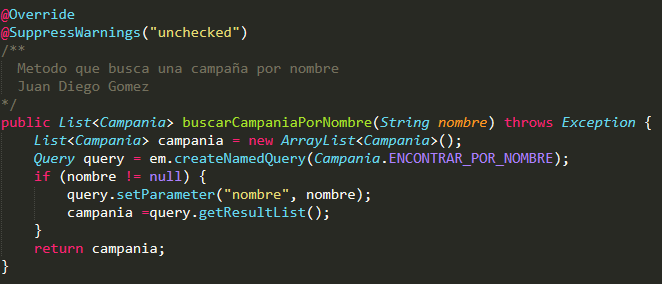 @Override
@SuppressWarnings("unchecked")
/**
Metodo que busca una campaña por nombre
Juan Diego Gomez
*/
public List<Campania> buscarCampaniaPorNombre(String nombre) throws Exception {
List<Campania> campania = new ArrayList<Campania>();
Query query = em.createNamedQuery(Campania.ENCONTRAR_POR_NOMBRE);
if (nombre != null) {
query.setParameter("nombre", nombre);
campania =query.getResultList();
}
return campania;
}